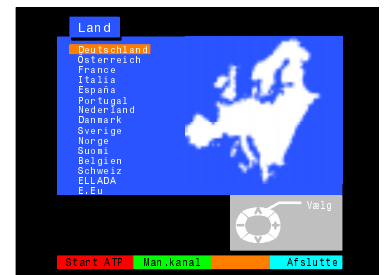 Land
Deutschland
Österreich
France
Italia
España
Portugal
Nederland
Danmark
Sverige
Norge
Suomi
Belgien
Schweiz
ELLADA
E.Eu
Vælg
Start ATP Man.kanal Afslutte